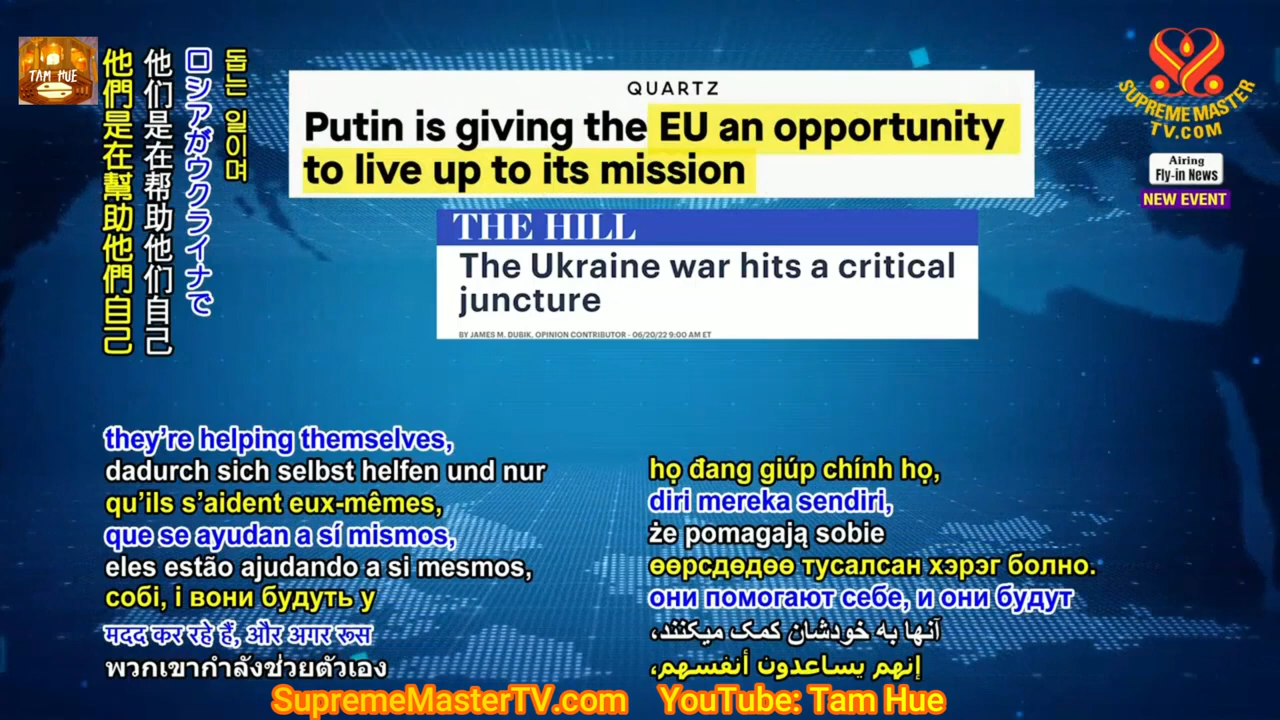 TAM HUE
他們是在幫助他們自己
他们是在帮助他们自己
ロシアがウクライナで
돕는 일이며
QUARTZ
Putin is giving the EU an opportunity
to live up to its mission
THE HILL
The Ukraine war hits a critical
juncture
BY JAMES M. DUBIK, OPINION CONTRIBUTOR - 06/20/22 9:00 AM ET
SUPREME MASTER
TV.COM
Airing
Fly-in News
NEW EVENT
they're helping themselves,
dadurch sich selbst helfen und nur
qu'ils s'aident eux-mêmes,
que se ayudan a sí mismos,
eles estão ajudando a si mesmos,
собі, і вони будуть у
मदद कर रहे हैं, और अगर रूस
พวกเขากำลังช่วยตัวเอง
họ đang giúp chính họ,
diri mereka sendiri,
że pomagają sobie
өөрсдөдөө тусалсан хэрэг болно.
они помогают себе, и они будут
آنها به خودشان کمک میکنند،
إنهم يساعدون أنفسهم،
SupremeMasterTV.com YouTube: Tam Hue